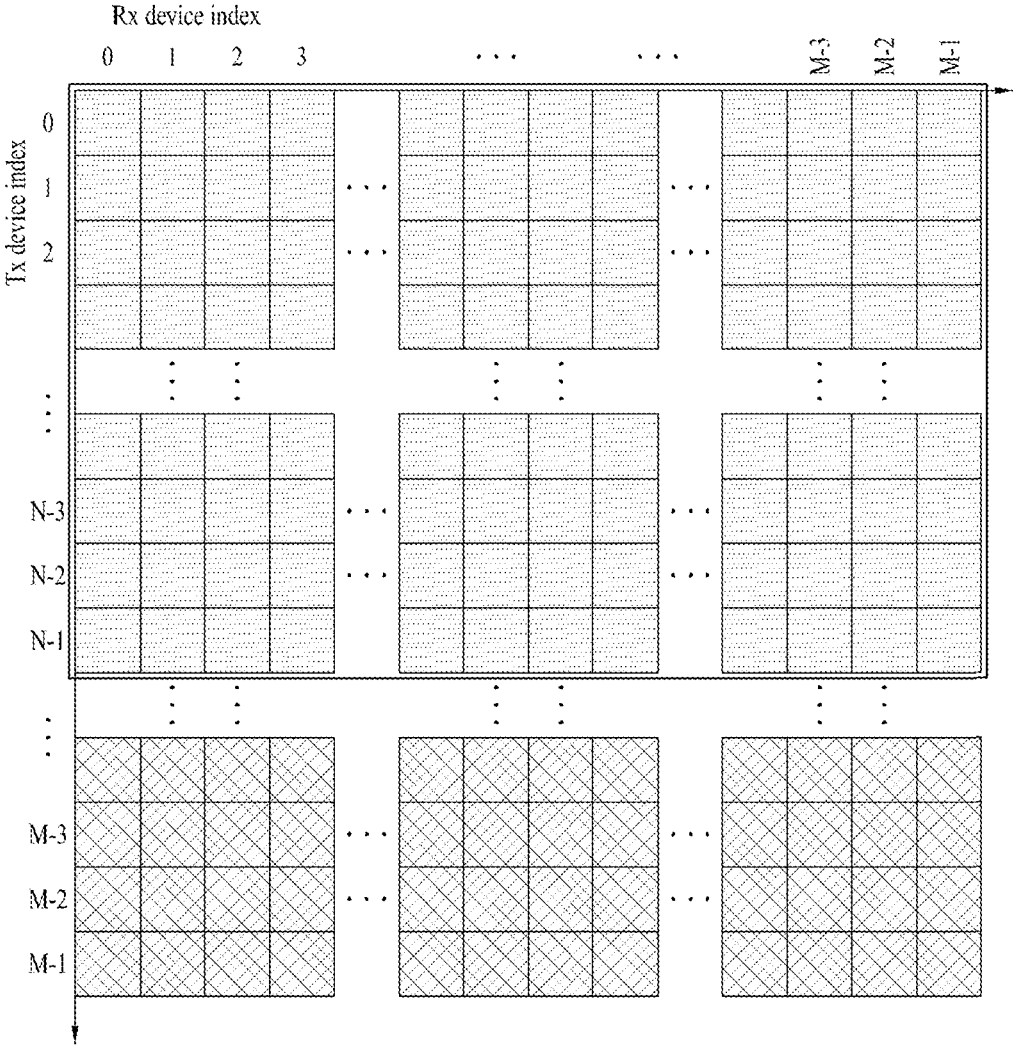 Rx device index
0 1 2 3 ... ... M-3 M-2 M-1
Tx device index
0
1 ... ...
2 ... ...
...
N-3 ... ...
N-2 ... ...
N-1
...
M-3 ... ...
M-2 ... ...
M-1